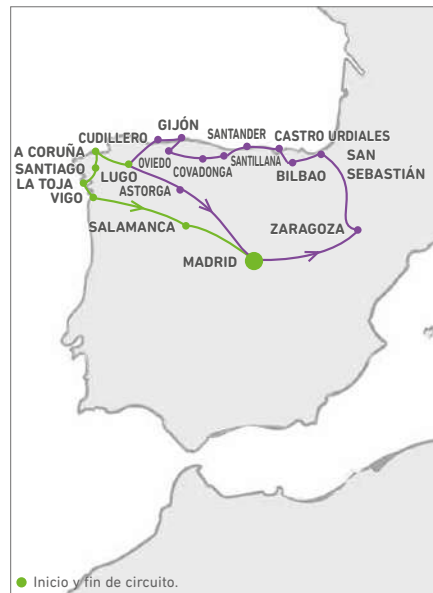 GIJÓN
CUDILLERO
SANTANDER
CASTRO URDIALES
A CORUÑA
SANTIAGO
LA TOJA
VIGO
LUGO
OVIEDO
COVADONGA
SANTILLANA
BILBAO
SAN
SEBASTIÁN
ASTORGA
SALAMANCA
ZARAGOZA
MADRID
Inicio y fin de circuito.